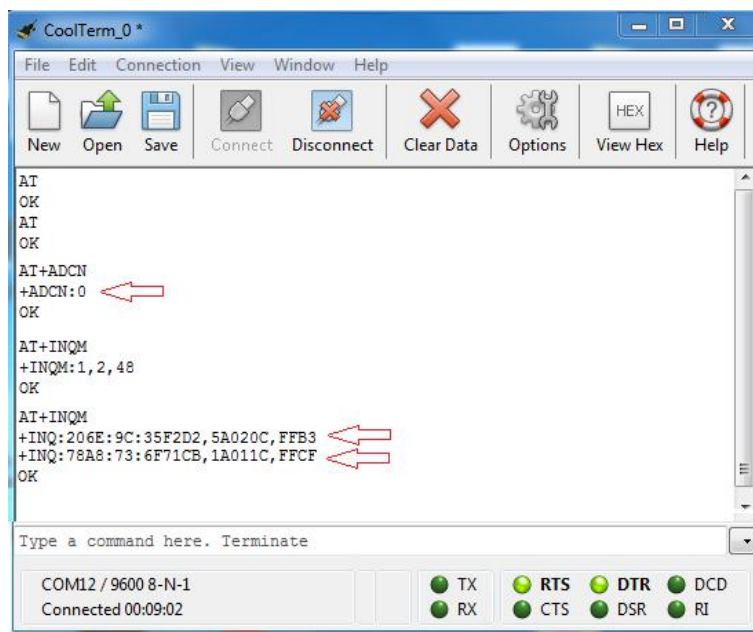 CoolTerm_0 *
File Edit Connection View Window Help
New Open Save Connect Disconnect Clear Data Options HEX View Hex Help
AT
OK
AT
OK
AT+ADCN
+ADCN:0
OK
AT+INQM
+INQM:1,2,48
OK
AT+INQM
+INQ:206E:9C:35F2D2,5A020C,FFB3
+INQ:78A8:73:6F71CB,1A011C,FFCF
OK
Type a command here. Terminate
COM12 / 9600 8-N-1 TX RTS DTR DCD
Connected 00:09:02 RX CTS DSR RI